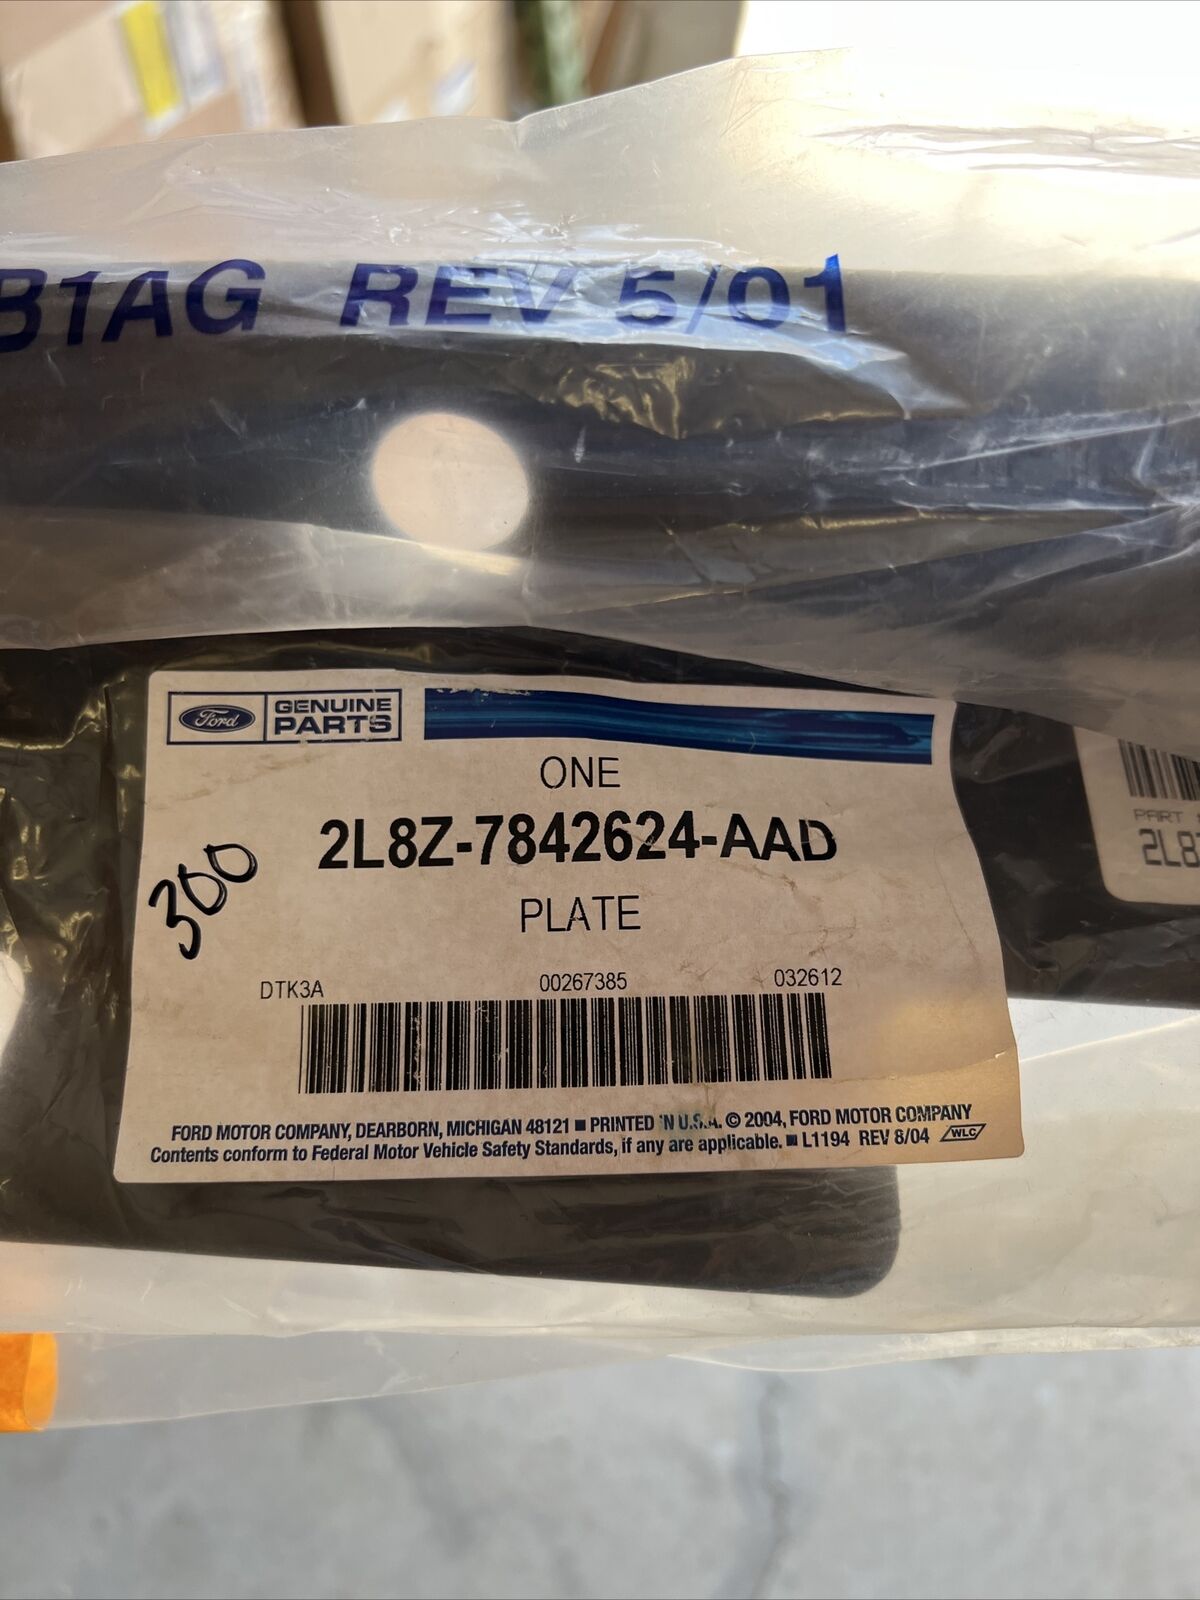 B1AG REV 5/01
Ford GENUINE PARTS
ONE
2L8Z-7842624-AAD
PLATE
300
DTK3A 00267385 032612
FORD MOTOR COMPANY, DEARBORN, MICHIGAN 48121 ■ PRINTED IN U.S.A. © 2004, FORD MOTOR COMPANY
Contents conform to Federal Motor Vehicle Safety Standards, if any are applicable. ■ L1194 REV 8/04 WLC
PART #
2L8